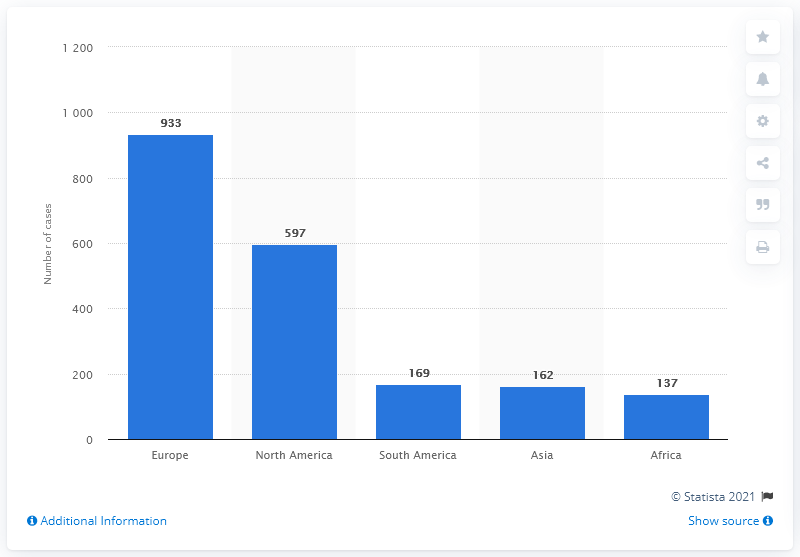 1 200
1 000
800
600
400
200
0
Number of cases
933
597
169
162
137
Europe
North America
South America
Asia
Africa
© Statista 2021
Additional Information
Show source